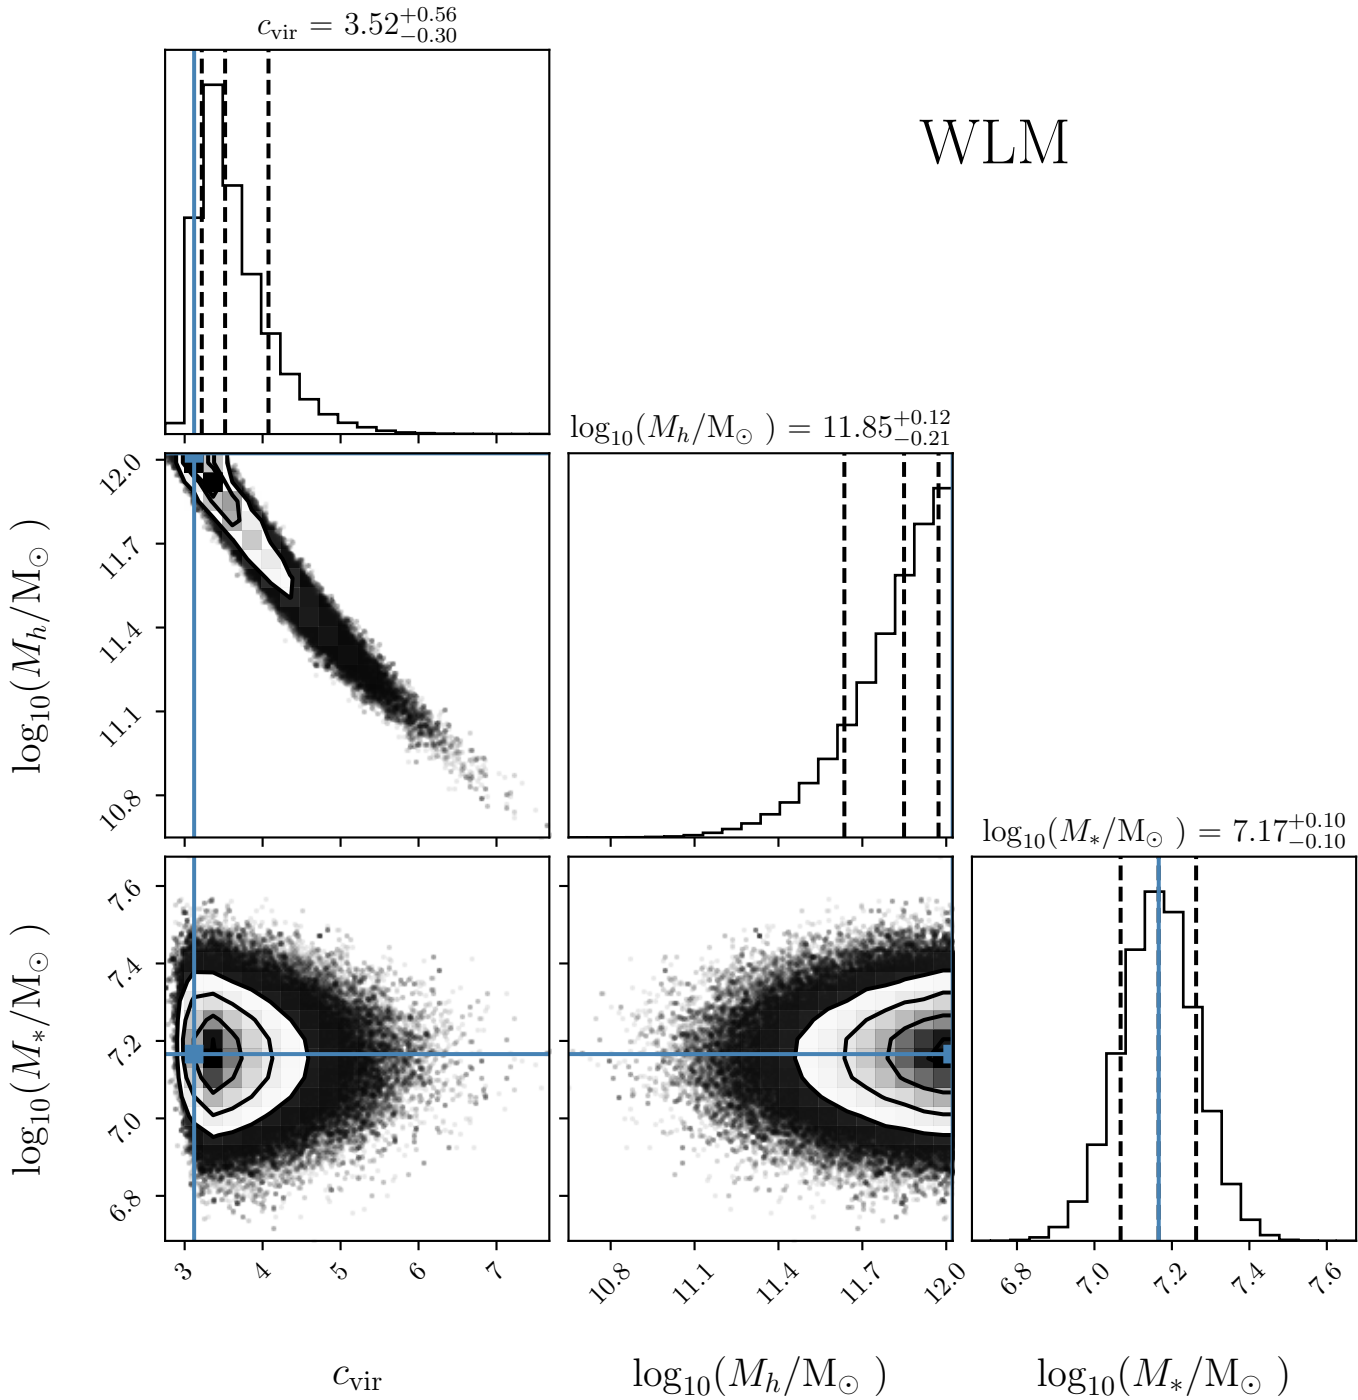 c_vir = 3.52^{+0.56}_{−0.30}
WLM
log₁₀(M_h/M_⊙ ) = 11.85^{+0.12}_{−0.21}
12.0
11.7
11.4
11.1
10.8
log₁₀(M_h/M_⊙ )
log₁₀(M_∗/M_⊙ ) = 7.17^{+0.10}_{−0.10}
7.6
7.4
7.2
7.0
6.8
log₁₀(M_∗/M_⊙ )
3 4 5 6 7
10.8 11.1 11.4 11.7 12.0
6.8 7.0 7.2 7.4 7.6
c_vir
log₁₀(M_h/M_⊙ )
log₁₀(M_∗/M_⊙ )